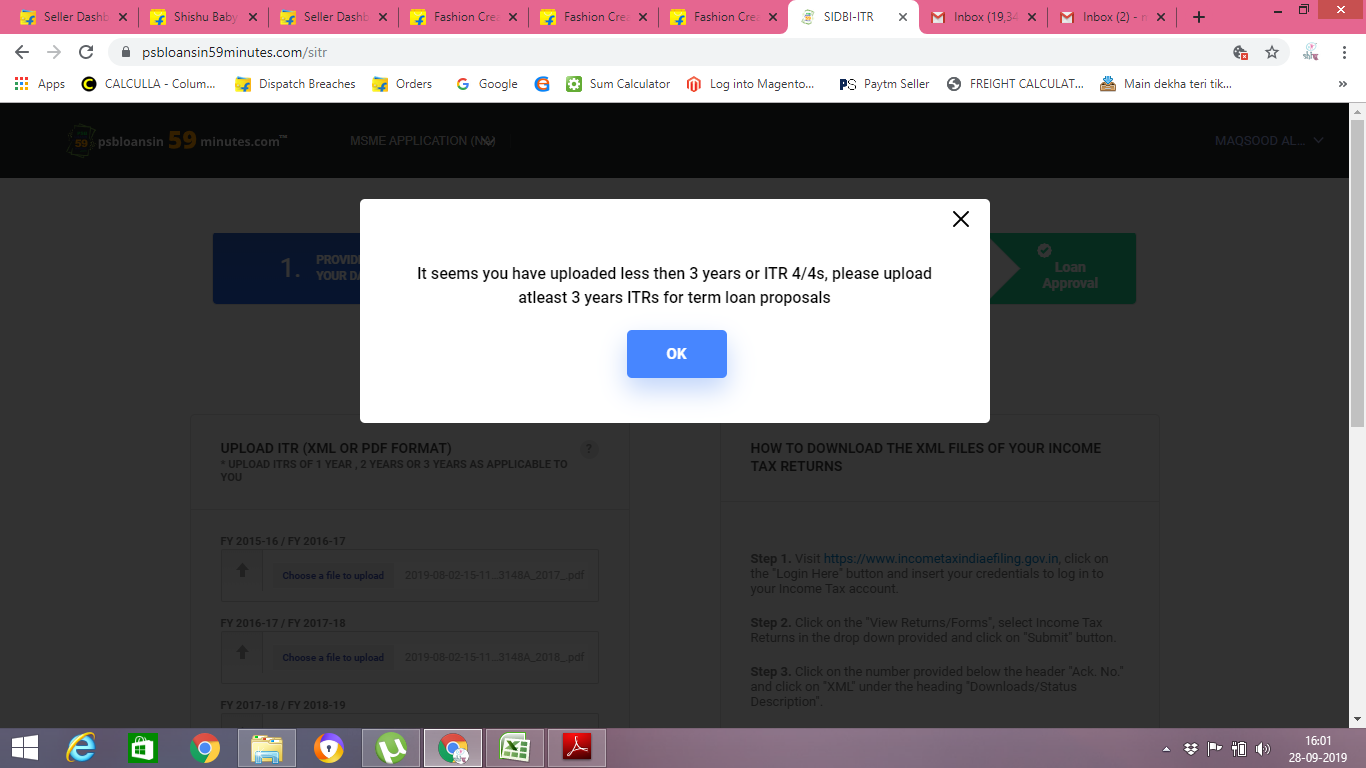 Seller Dashb
Shishu Baby
Seller Dashb
Fashion Crea
Fashion Crea
Fashion Crea
SIDBI-ITR
Inbox (19,34
Inbox (2) - n
psbloansin59minutes.com/sitr
Apps
CALCULLA - Colum...
Dispatch Breaches
Orders
Google
Sum Calculator
Log into Magento...
PS Paytm Seller
FREIGHT CALCULAT...
Main dekha teri tik...
psbloansin 59 minutes.com™
MSME APPLICATION
MAQSOOD AL...
1.
PROVIDE
YOUR DA
Loan
Approval
It seems you have uploaded less then 3 years or ITR 4/4s, please upload
atleast 3 years ITRs for term loan proposals
OK
UPLOAD ITR (XML OR PDF FORMAT)
?
* UPLOAD ITRS OF 1 YEAR , 2 YEARS OR 3 YEARS AS APPLICABLE TO
YOU
FY 2015-16 / FY 2016-17
Choose a file to upload
2019-08-02-15-11...3148A_2017_.pdf
FY 2016-17 / FY 2017-18
Choose a file to upload
2019-08-02-15-11...3148A_2018_.pdf
FY 2017-18 / FY 2018-19
HOW TO DOWNLOAD THE XML FILES OF YOUR INCOME
TAX RETURNS
Step 1. Visit https://www.incometaxindiaefiling.gov.in, click on
the "Login Here" button and insert your credentials to log in to
your Income Tax account.
Step 2. Click on the "View Returns/Forms", select Income Tax
Returns in the drop down provided and click on "Submit" button.
Step 3. Click on the number provided below the header "Ack. No."
and click on "XML" under the heading "Downloads/Status
Description".
16:01
28-09-2019